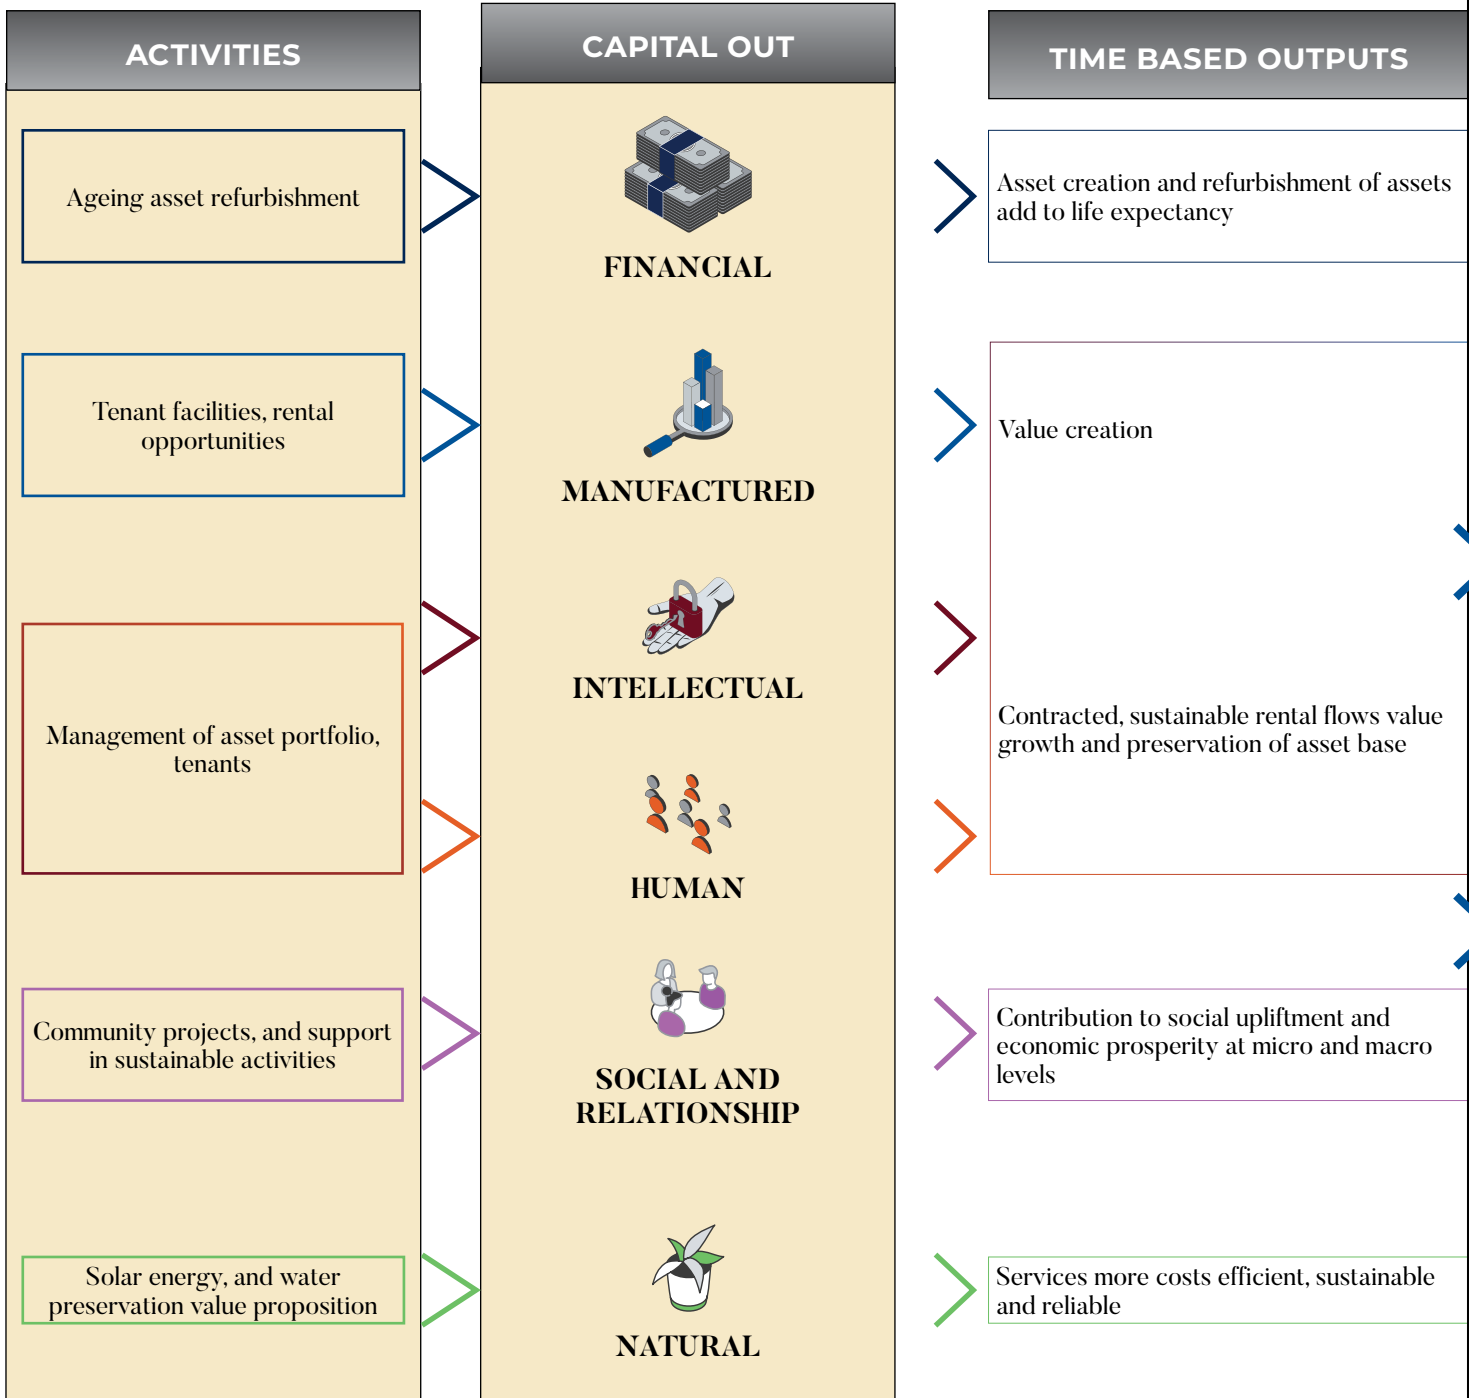 ACTIVITIES
CAPITAL OUT
TIME BASED OUTPUTS
Ageing asset refurbishment
FINANCIAL
Asset creation and refurbishment of assets
add to life expectancy
Tenant facilities, rental
opportunities
MANUFACTURED
Value creation
Management of asset portfolio,
tenants
INTELLECTUAL
HUMAN
Contracted, sustainable rental flows value
growth and preservation of asset base
Community projects, and support
in sustainable activities
SOCIAL AND
RELATIONSHIP
Contribution to social upliftment and
economic prosperity at micro and macro
levels
Solar energy, and water
preservation value proposition
NATURAL
Services more costs efficient, sustainable
and reliable